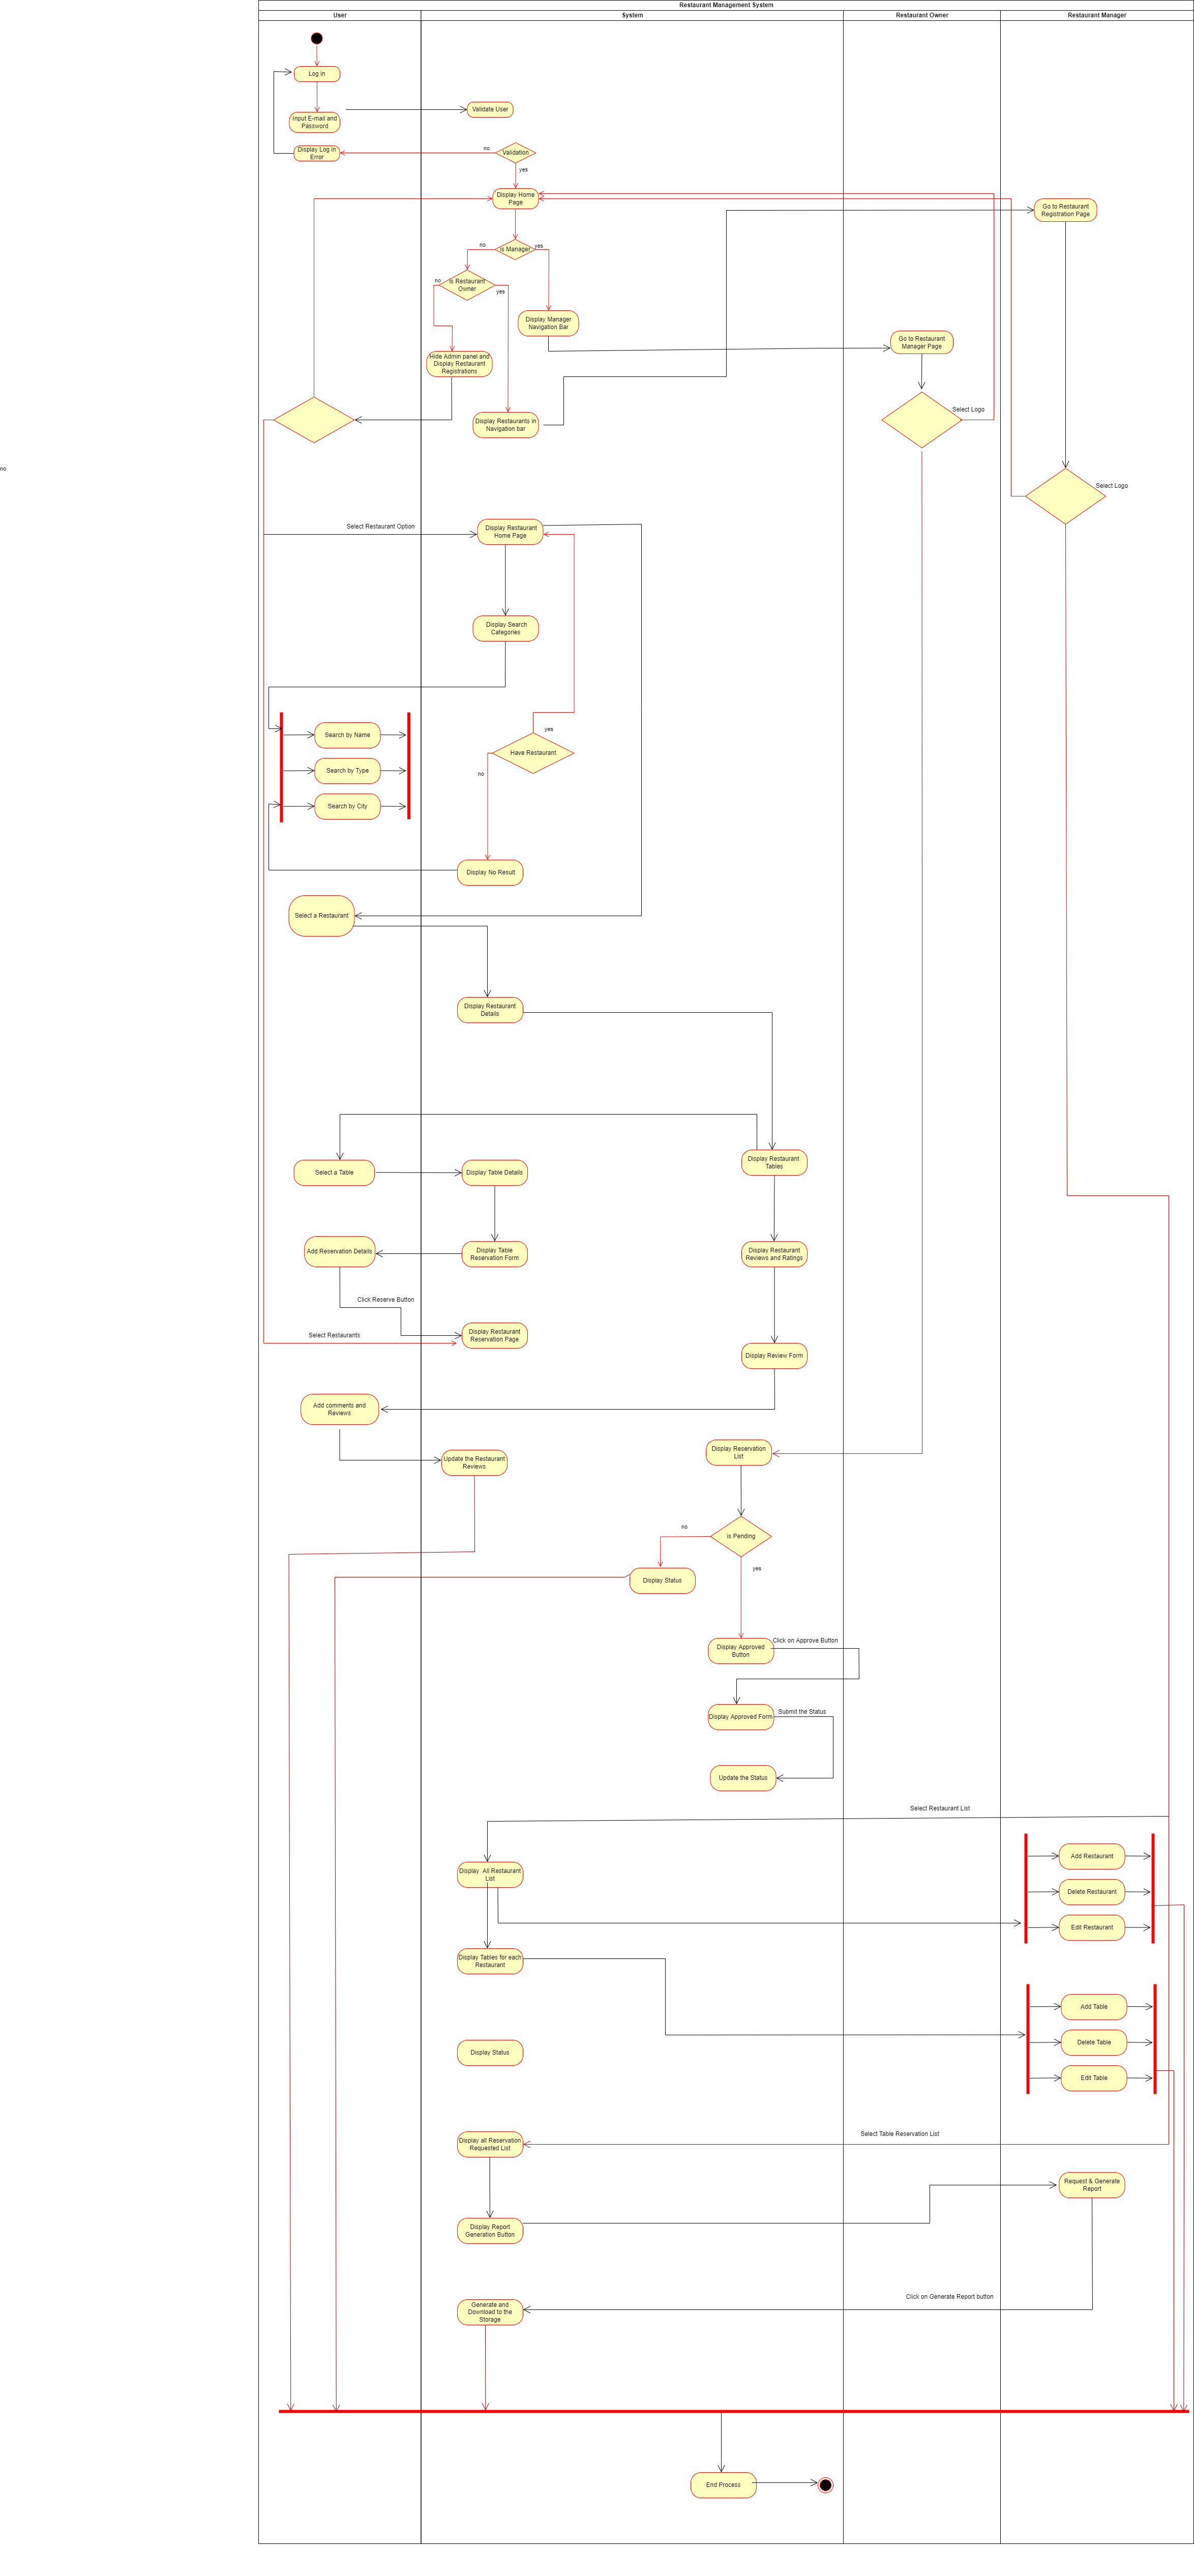 Restaurant Management System
User
System
Restaurant Owner
Restaurant Manager
Log in
Input E-mail and
Password
Validate User
Display Log in
Error
no
Validation
yes
Display Home
Page
Go to Restaurant
Registration Page
no
is Manager
yes
no
is Restaurant
Owner
yes
Display Manager
Navigation Bar
Go to Restaurant
Manager Page
Hide Admin panel and
Display Restaurant
Registrations
Select Logo
Display Restaurants in
Navigation bar
no
Select Logo
Select Restaurant Option
Display Restaurant
Home Page
Display Search
Categories
Search by Name
yes
Have Restaurant
Search by Type
no
Search by City
Display No Result
Select a Restaurant
Display Restaurant
Details
Display Restaurant
Tables
Select a Table
Display Table Details
Add Reservation Details
Display Table
Reservation Form
Display Restaurant
Reviews and Ratings
Click Reserve Button
Select Restaurants
Display Restaurant
Reservation Page
Display Review Form
Add comments and
Reviews
Display Reservation
List
Update the Restaurant
Reviews
no
is Pending
yes
Display Status
Click on Approve Button
Display Approved
Button
Submit the Status
Display Approved Form
Update the Status
Select Restaurant List
Add Restaurant
Display  All Restaurant
List
Delete Restaurant
Edit Restaurant
Display Tables for each
Restaurant
Add Table
Delete Table
Display Status
Edit Table
Select Table Reservation List
Display all Reservation
Requested List
Request & Generate
Report
Display Report
Generation Button
Click on Generate Report button
Generate and
Download to the
Storage
End Process